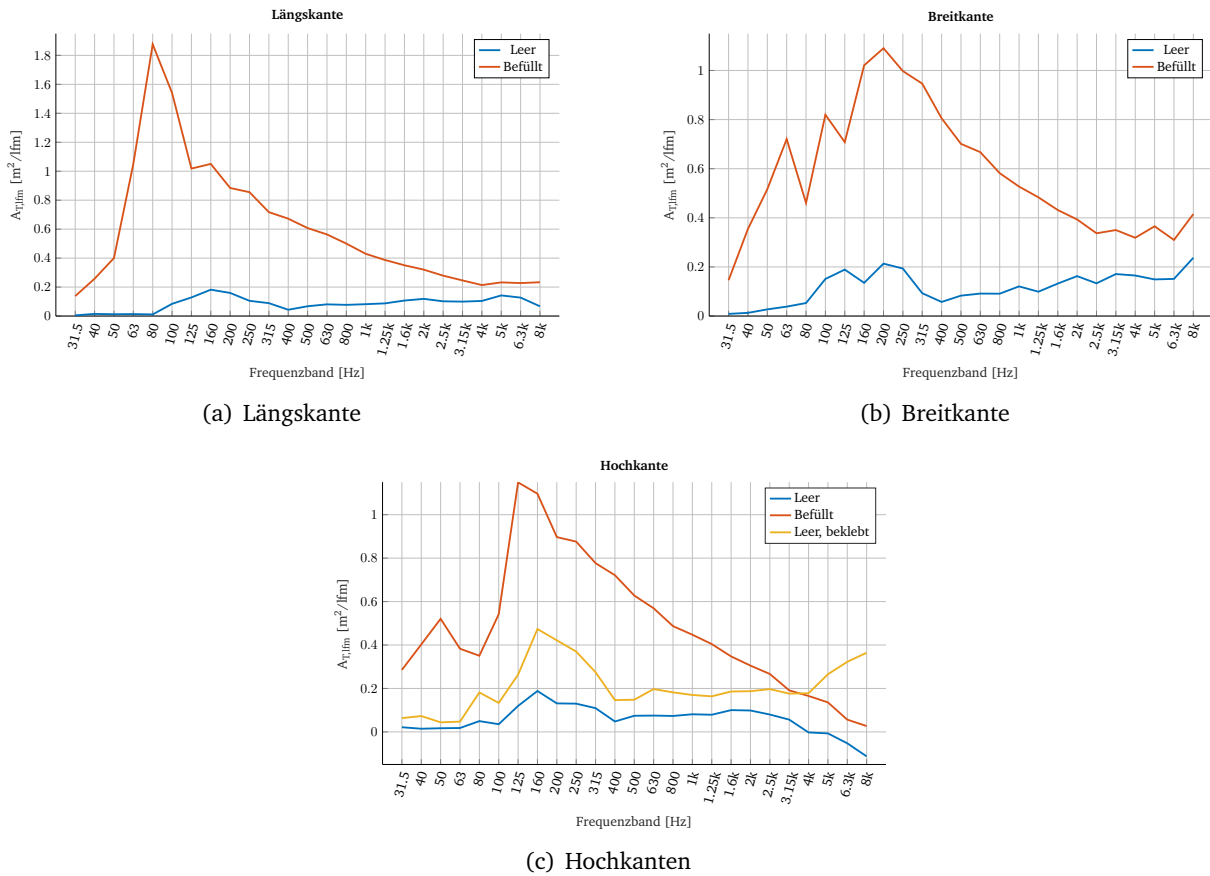 Längskante
A_T,lfm [m²/lfm]
1.8
1.6
1.4
1.2
1
0.8
0.6
0.4
0.2
0
Leer
Befüllt
31.5 40 50 63 80 100 125 160 200 250 315 400 500 630 800 1k 1.25k 1.6k 2k 2.5k 3.15k 4k 5k 6.3k 8k
Frequenzband [Hz]
(a) Längskante
Breitkante
A_T,lfm [m²/lfm]
1
0.8
0.6
0.4
0.2
0
Leer
Befüllt
31.5 40 50 63 80 100 125 160 200 250 315 400 500 630 800 1k 1.25k 1.6k 2k 2.5k 3.15k 4k 5k 6.3k 8k
Frequenzband [Hz]
(b) Breitkante
Hochkante
A_T,lfm [m²/lfm]
1
0.8
0.6
0.4
0.2
0
Leer
Befüllt
Leer, beklebt
31.5 40 50 63 80 100 125 160 200 250 315 400 500 630 800 1k 1.25k 1.6k 2k 2.5k 3.15k 4k 5k 6.3k 8k
Frequenzband [Hz]
(c) Hochkanten